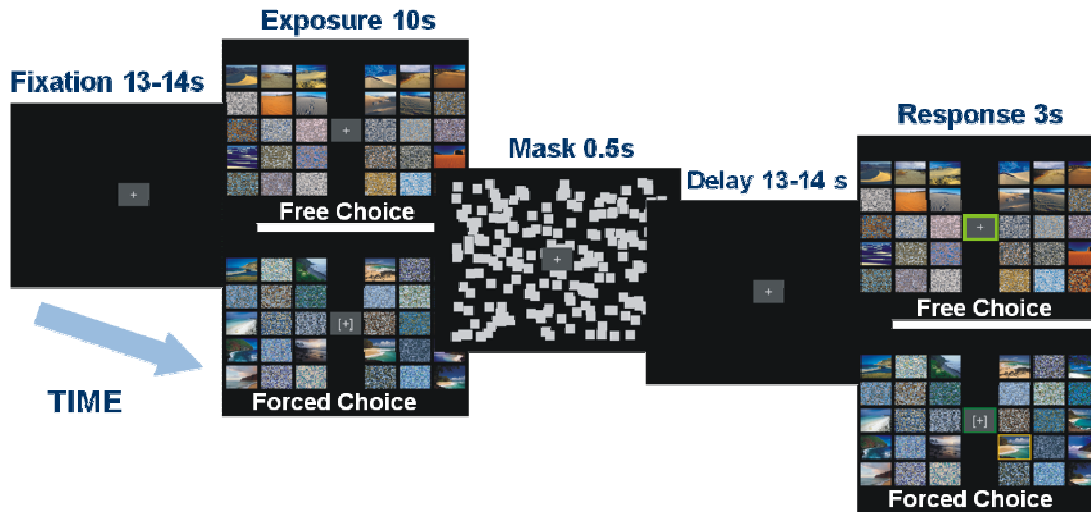 Exposure 10s
Fixation 13-14s
+
+
Free Choice
[+]
Forced Choice
Mask 0.5s
+
Delay 13-14 s
+
Response 3s
+
Free Choice
[+]
Forced Choice
TIME